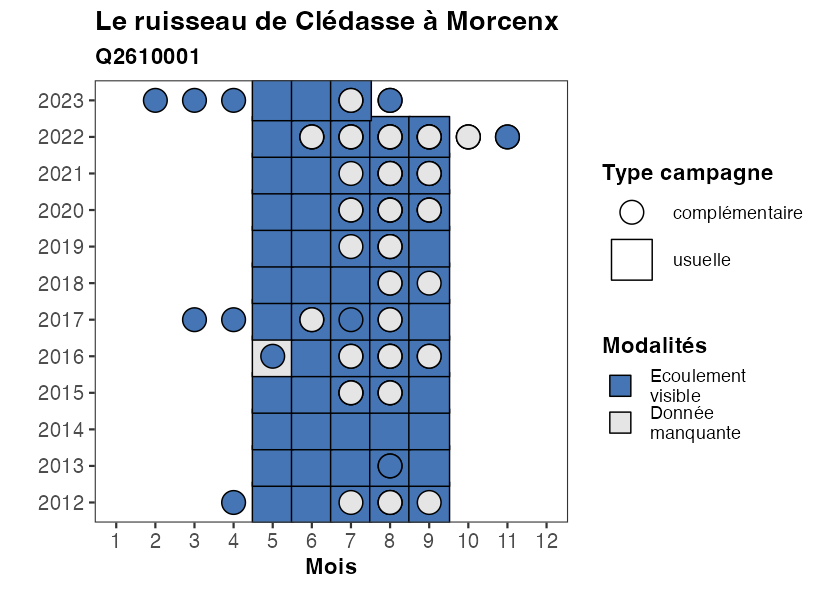 Le ruisseau de Clédasse à Morcenx
Q2610001
2023
2022
2021
2020
2019
2018
2017
2016
2015
2014
2013
2012
1 2 3 4 5 6 7 8 9 10 11 12
Mois
Type campagne
complémentaire
usuelle
Modalités
Ecoulement
visible
Donnée
manquante